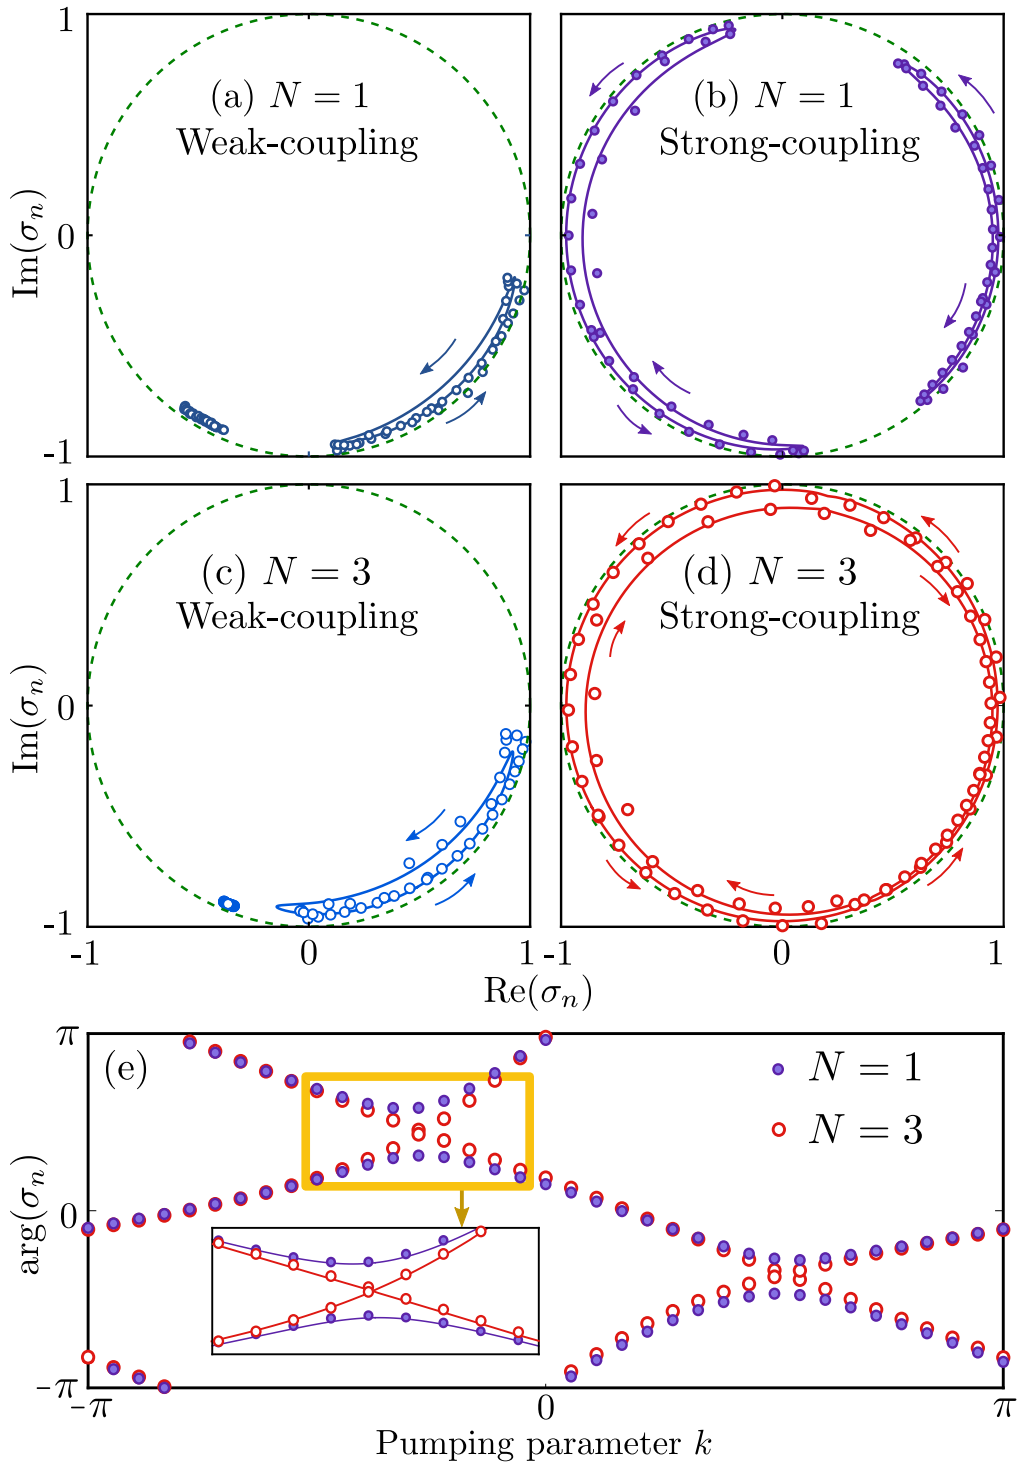 1
(a) N = 1
Weak-coupling
Im(σₙ)
0
-1
(b) N = 1
Strong-coupling
1
(c) N = 3
Weak-coupling
Im(σₙ)
0
-1
(d) N = 3
Strong-coupling
-1 0 1
-1 0 1
Re(σₙ)
π
(e)
N = 1
N = 3
arg(σₙ)
0
-π
-π 0 π
Pumping parameter k